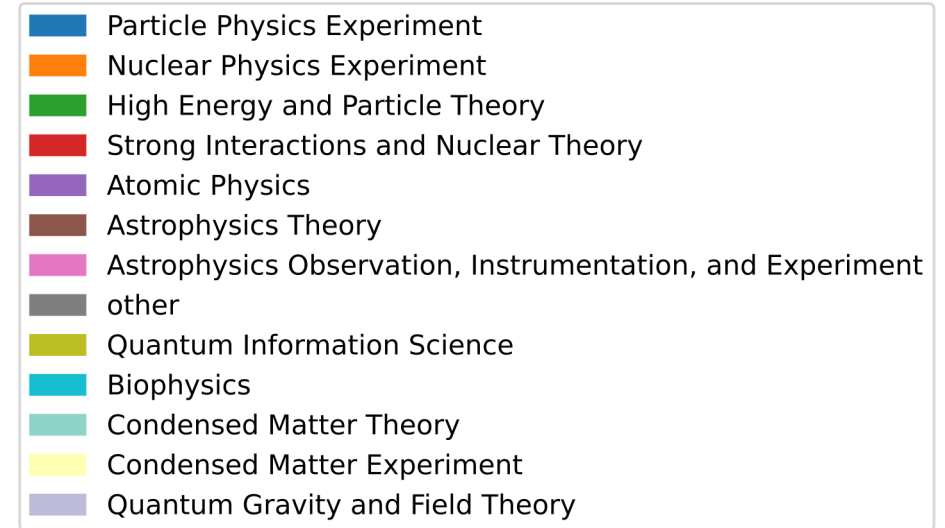 Particle Physics Experiment
Nuclear Physics Experiment
High Energy and Particle Theory
Strong Interactions and Nuclear Theory
Atomic Physics
Astrophysics Theory
Astrophysics Observation, Instrumentation, and Experiment
other
Quantum Information Science
Biophysics
Condensed Matter Theory
Condensed Matter Experiment
Quantum Gravity and Field Theory